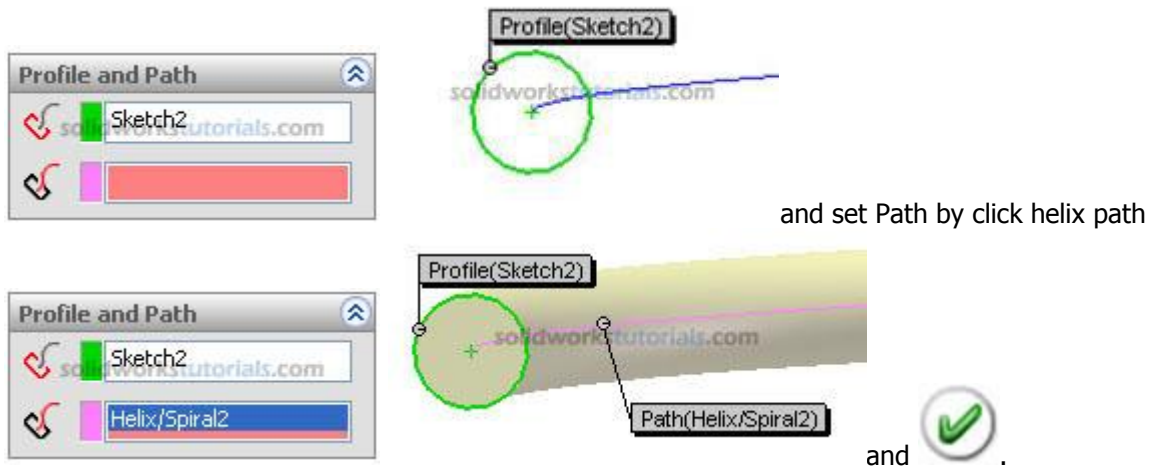 Profile(Sketch2)
Profile and Path
solidworkstutorials.com
Sketch2
solidworkstutorials.com
and set Path by click helix path
Profile(Sketch2)
Profile and Path
solidworkstutorials.com
Sketch2
solidworkstutorials.com
Helix/Spiral2
Path(Helix/Spiral2)
and .